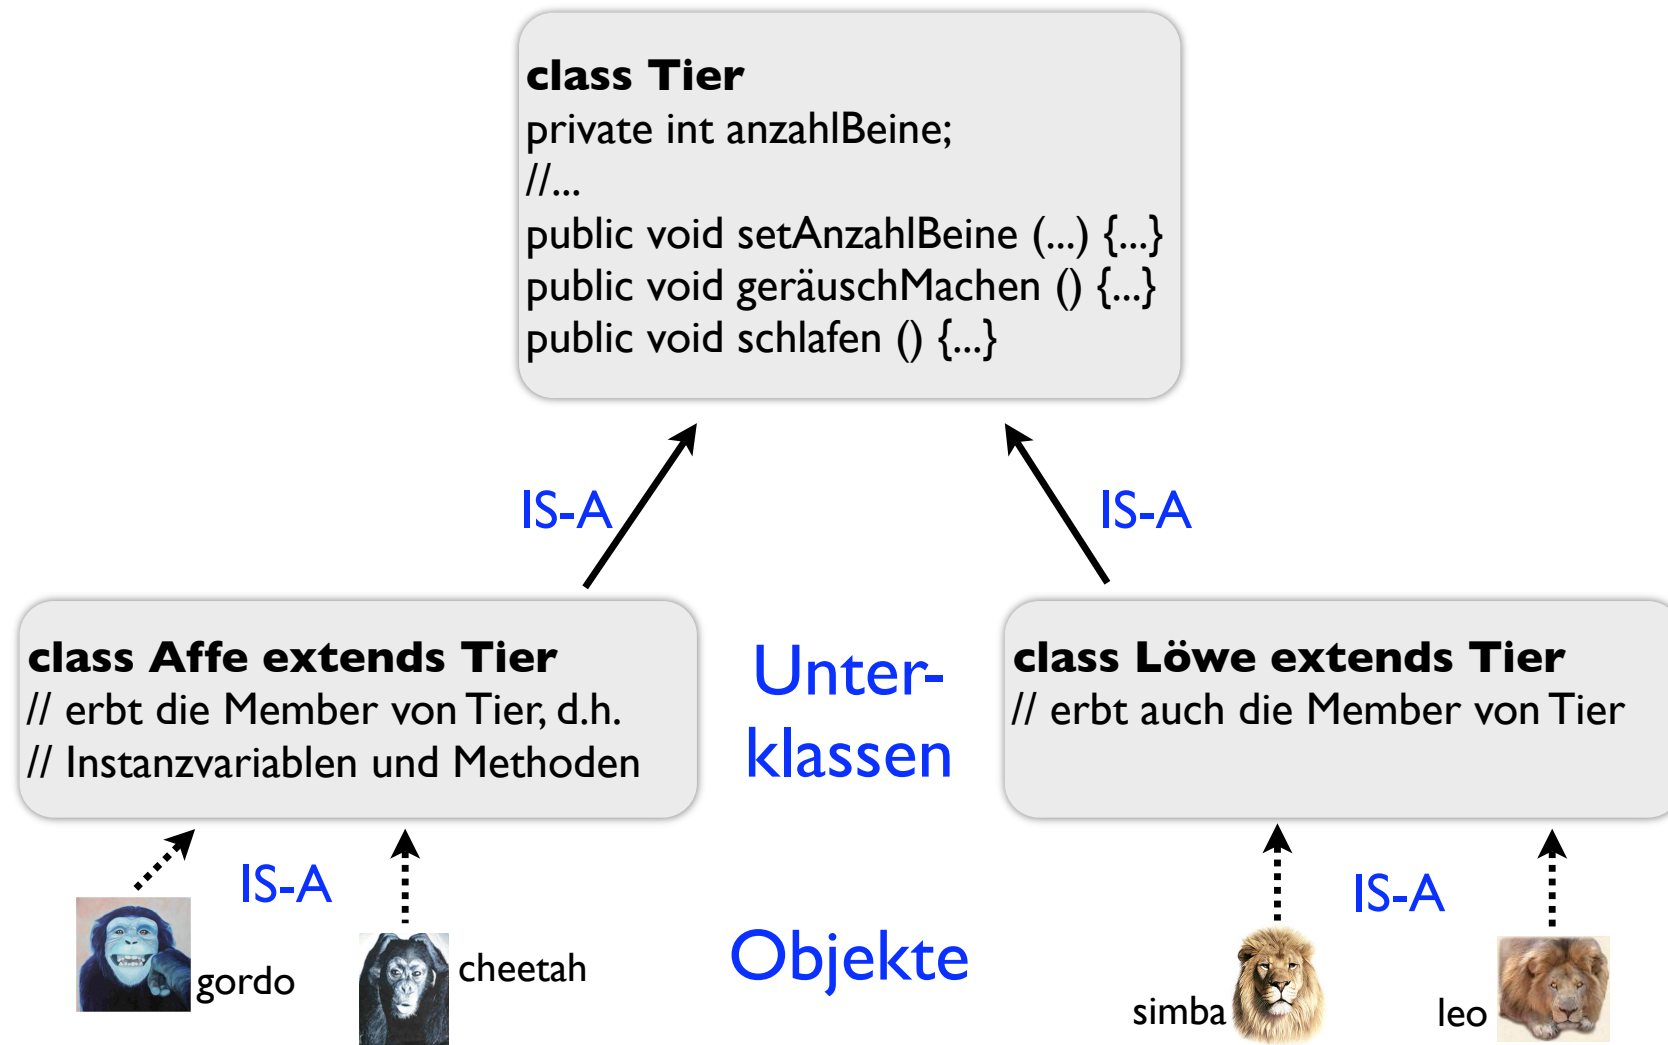 class Tier
private int anzahlBeine;
//...
public void setAnzahlBeine (...) {...}
public void geräuschMachen () {...}
public void schlafen () {...}
IS-A
IS-A
class Affe extends Tier
// erbt die Member von Tier, d.h.
// Instanzvariablen und Methoden
Unter-
klassen
class Löwe extends Tier
// erbt auch die Member von Tier
IS-A
IS-A
gordo
cheetah
Objekte
simba
leo